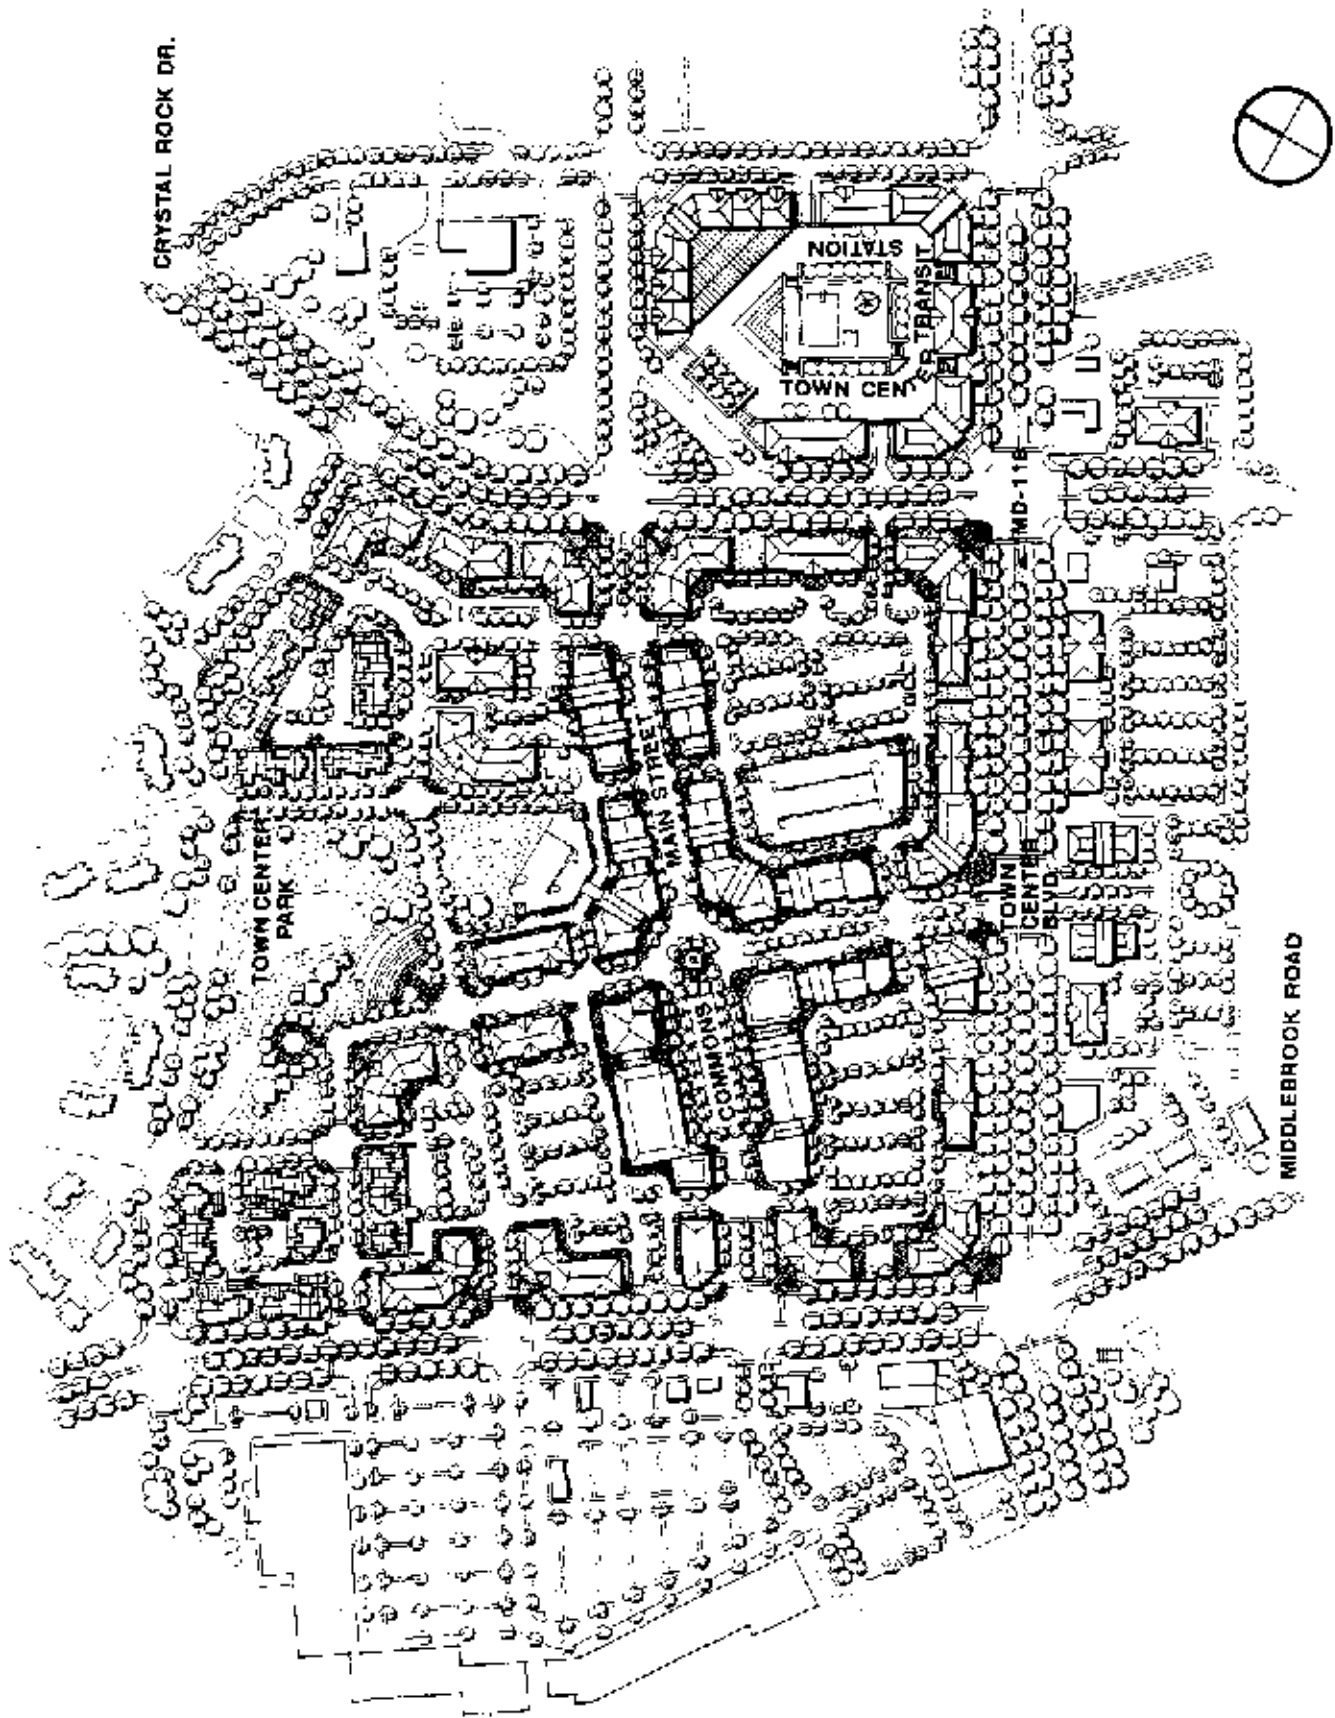 CRYSTAL ROCK DR.
STATION
TOWN CENTER TRANSIT
MD-118
MAIN STREET
TOWN CENTER
PARK
TOWN
CENTER
BLVD.
COMMONS
MIDDLEBROOK ROAD